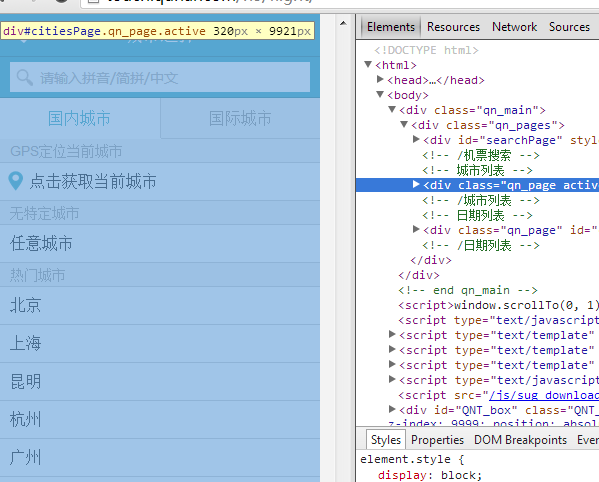 div#citiesPage.qn_page.active 320px × 9921px
请输入拼音/简拼/中文
国内城市 国际城市
GPS定位当前城市
点击获取当前城市
无特定城市
任意城市
热门城市
北京
上海
昆明
杭州
广州
Elements Resources Network Sources
<!DOCTYPE html>
<html>
<head>…</head>
<body>
<div class="qn_main">
<div class="qn_pages">
<div id="searchPage" styl
<!-- /机票搜索 -->
<!-- 城市列表 -->
<div class="qn_page activ
<!-- /城市列表 -->
<!-- 日期列表 -->
<div class="qn_page" id="
<!-- /日期列表 -->
</div>
</div>
<!-- end qn_main -->
<script>window.scrollTo(0, 1)
<script type="text/javascript
<script type="text/template"
<script type="text/template"
<script type="text/template"
<script type="text/javascript
<script src="/js/sug_download
<div id="QNT_box" class="QNT_
z-index: 9999; position: absol
Styles Properties DOM Breakpoints Even
element.style {
display: block;